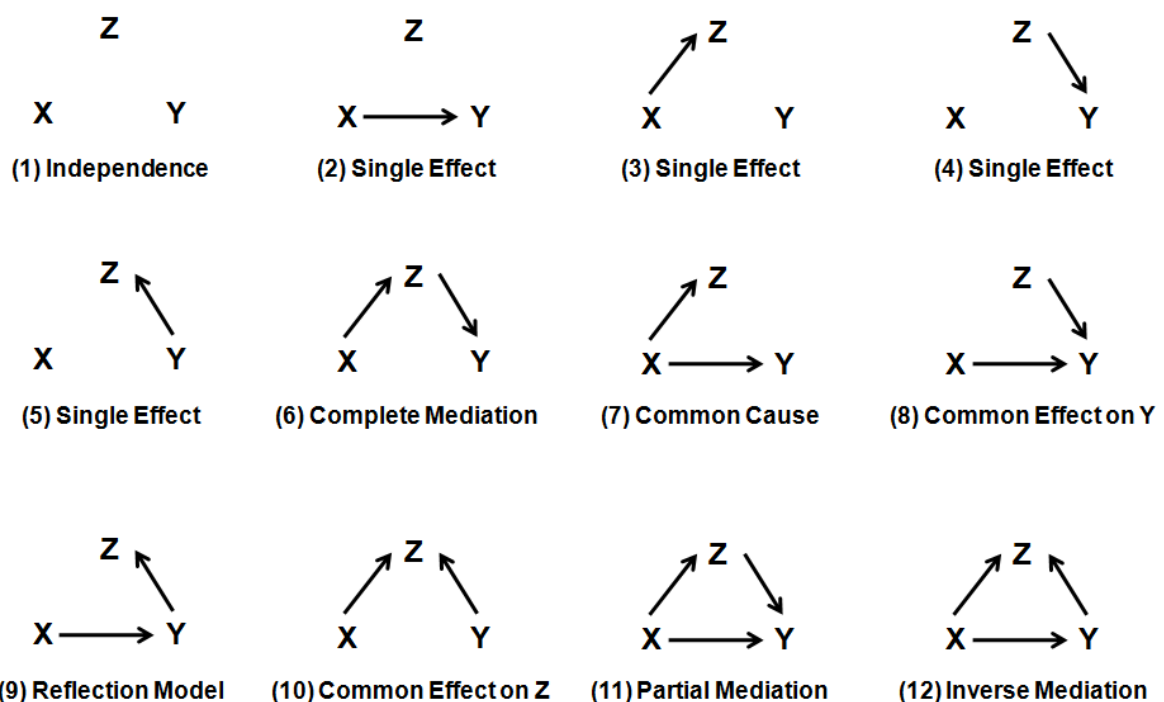 Z Z Z Z
X Y X Y X Y X Y
(1) Independence (2) Single Effect (3) Single Effect (4) Single Effect
Z Z Z Z
X Y X Y X Y X Y
(5) Single Effect (6) Complete Mediation (7) Common Cause (8) Common Effect on Y
Z Z Z Z
X Y X Y X Y X Y
(9) Reflection Model (10) Common Effect on Z (11) Partial Mediation (12) Inverse Mediation